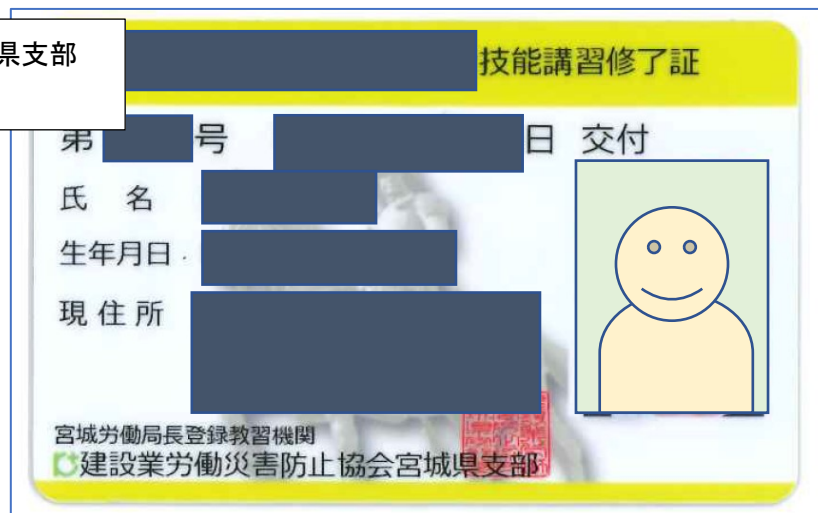 県支部
技能講習修了証
第 号 日 交付
氏 名
生年月日
現 住 所
宮城労働局長登録教習機関
建設業労働災害防止協会宮城県支部